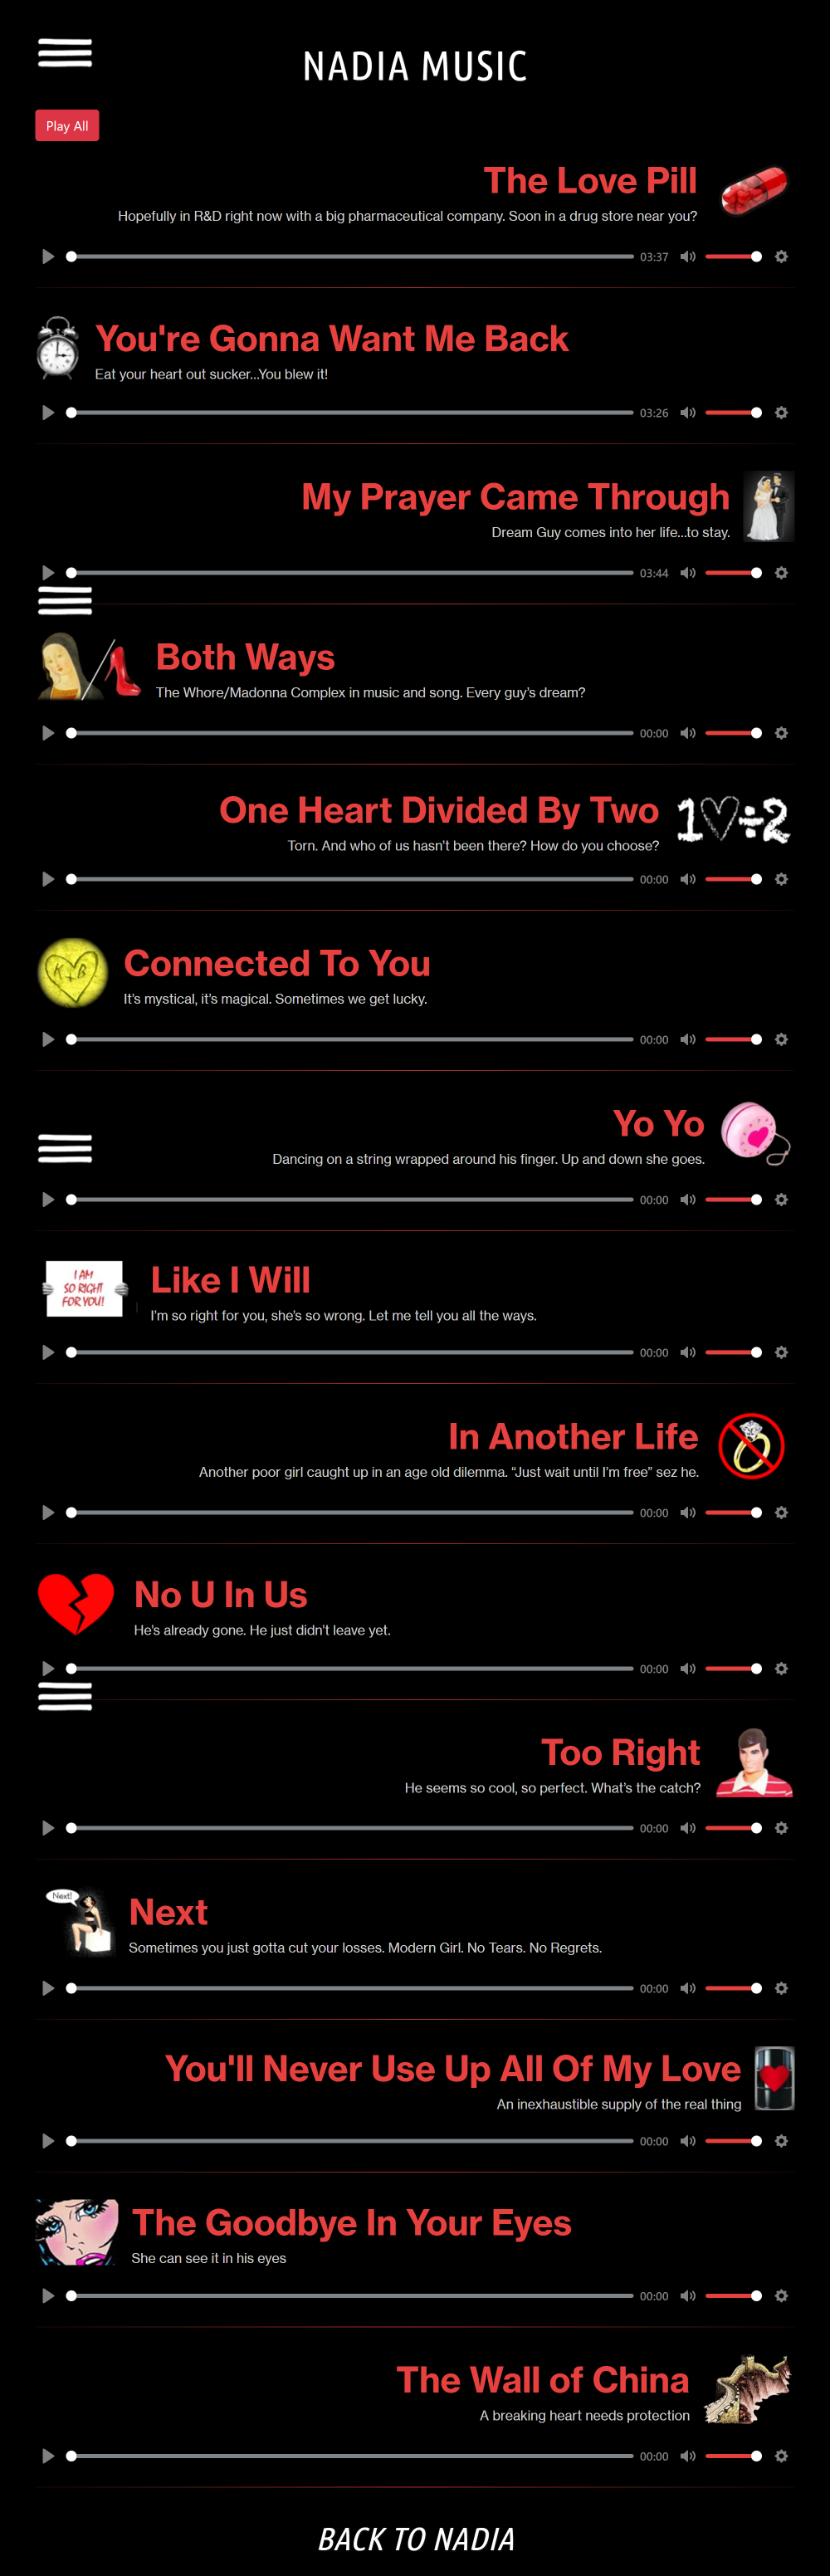 NADIA MUSIC
Play All
The Love Pill
Hopefully in R&D right now with a big pharmaceutical company. Soon in a drug store near you?
03:37
You're Gonna Want Me Back
Eat your heart out sucker...You blew it!
03:26
My Prayer Came Through
Dream Guy comes into her life...to stay.
03:44
Both Ways
The Whore/Madonna Complex in music and song. Every guy's dream?
00:00
One Heart Divided By Two
1♡÷2
Torn. And who of us hasn't been there? How do you choose?
00:00
K+B
Connected To You
It's mystical, it's magical. Sometimes we get lucky.
00:00
Yo Yo
Dancing on a string wrapped around his finger. Up and down she goes.
00:00
I AM
SO RIGHT
FOR YOU!
Like I Will
I'm so right for you, she's so wrong. Let me tell you all the ways.
00:00
In Another Life
Another poor girl caught up in an age old dilemma. “Just wait until I'm free” sez he.
00:00
No U In Us
He's already gone. He just didn't leave yet.
00:00
Too Right
He seems so cool, so perfect. What's the catch?
00:00
Next!
Next
Sometimes you just gotta cut your losses. Modern Girl. No Tears. No Regrets.
00:00
You'll Never Use Up All Of My Love
An inexhaustible supply of the real thing
00:00
The Goodbye In Your Eyes
She can see it in his eyes
00:00
The Wall of China
A breaking heart needs protection
00:00
BACK TO NADIA